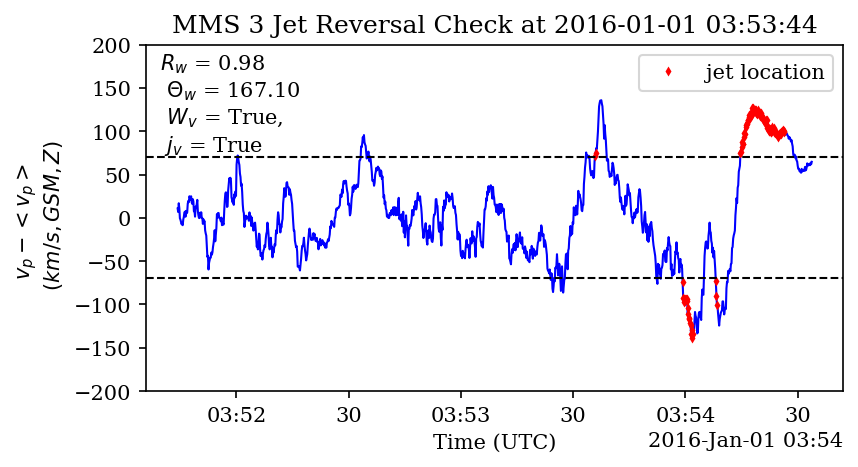 MMS 3 Jet Reversal Check at 2016-01-01 03:53:44
200
150
100
50
0
−50
−100
−150
−200
v_p − < v_p >
(km/s, GSM, Z)
R_w = 0.98
Θ_w = 167.10
W_v = True,
j_v = True
jet location
03:52
30
03:53
30
03:54
30
Time (UTC)
2016-Jan-01 03:54